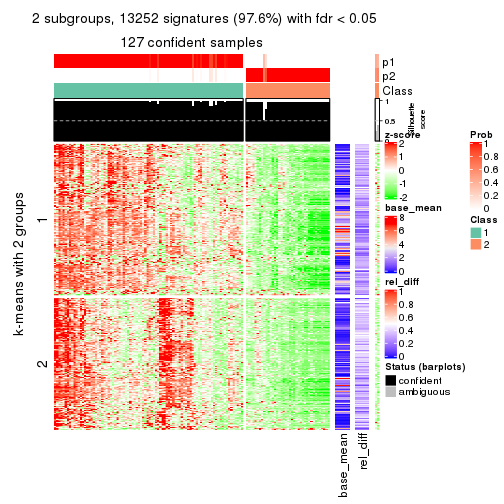 2 subgroups, 13252 signatures (97.6%) with fdr < 0.05
127 confident samples
p1
p2
Class
1
0.5
Silhouette
score
k-means with 2 groups
1
2
z-score
2
1
0
-1
-2
base_mean
8
6
4
2
0
rel_diff
1
0.8
0.6
0.4
0.2
0
Status (barplots)
confident
ambiguous
Prob
1
0.8
0.6
0.4
0.2
0
Class
1
2
base_mean
rel_diff